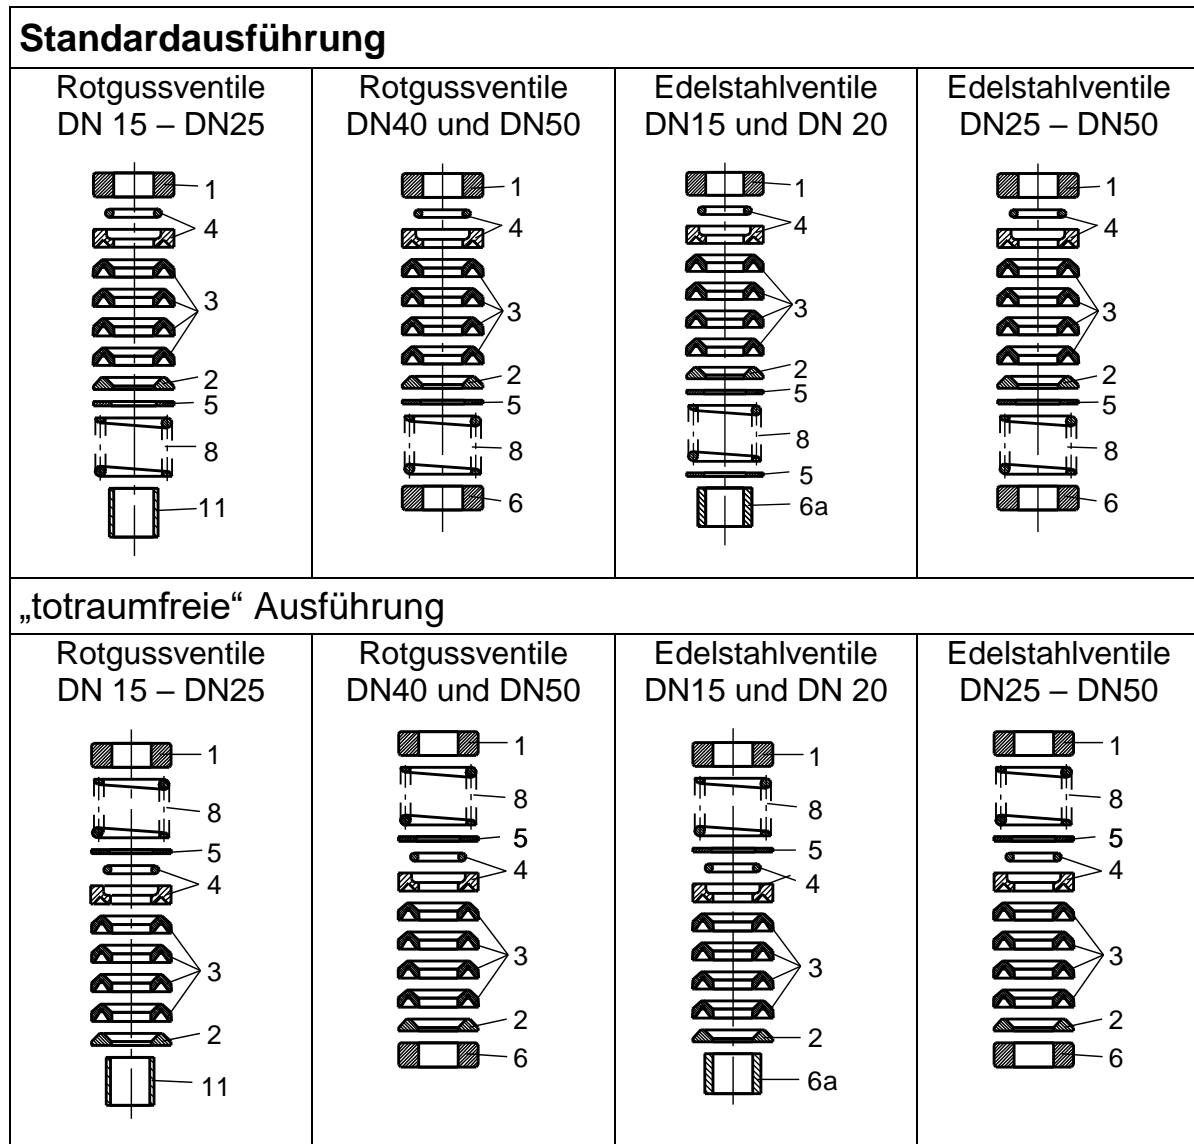 Standardausführung
Rotgussventile
DN 15 – DN25
1
4
3
2
5
8
11
Rotgussventile
DN40 und DN50
1
4
3
2
5
8
6
Edelstahlventile
DN15 und DN 20
1
4
3
2
5
8
5
6a
Edelstahlventile
DN25 – DN50
1
4
3
2
5
8
6
„totraumfreie“ Ausführung
Rotgussventile
DN 15 – DN25
1
8
5
4
3
2
11
Rotgussventile
DN40 und DN50
1
8
5
4
3
2
6
Edelstahlventile
DN15 und DN 20
1
8
5
4
3
2
6a
Edelstahlventile
DN25 – DN50
1
8
5
4
3
2
6